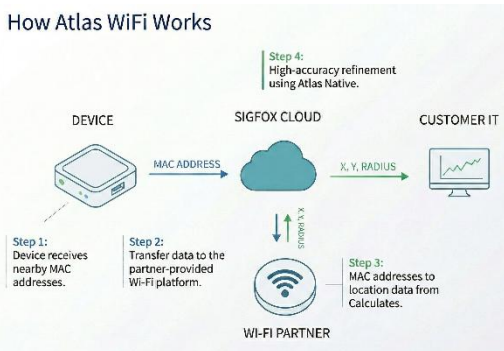 How Atlas WiFi Works
Step 4:
High-accuracy refinement
using Atlas Native.
DEVICE
SIGFOX CLOUD
CUSTOMER IT
MAC ADDRESS
X, Y, RADIUS
X, Y, RADIUS
Step 1:
Device receives
nearby MAC
addresses.
Step 2:
Transfer data to the
partner-provided
Wi-Fi platform.
Step 3:
MAC addresses to
location data from
Calculates.
WI-FI PARTNER